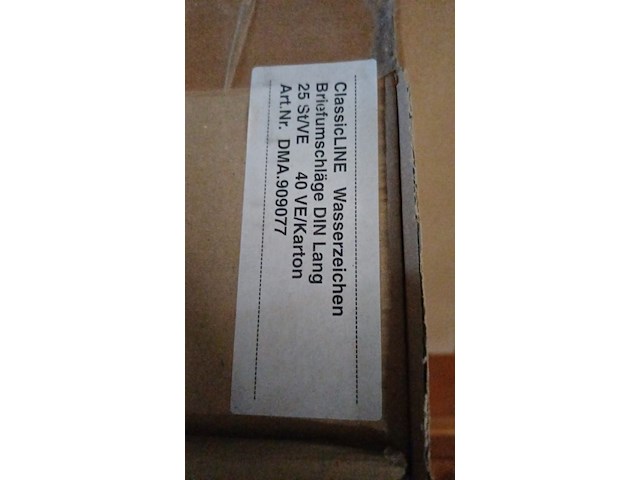 ClassicLINE Wasserzeichen
Briefumschläge DIN Lang
25 St/VE 40 VE/Karton
Art.Nr. DMA.909077